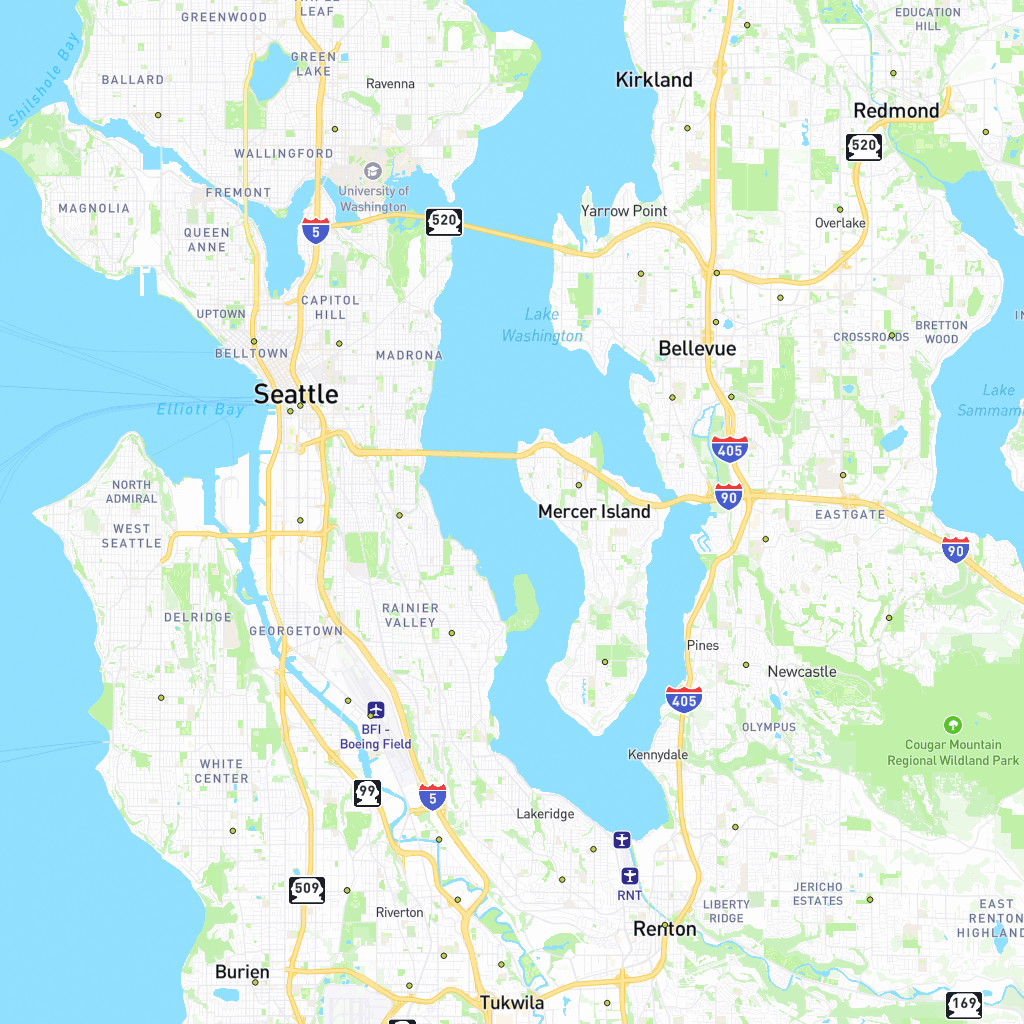 GREENWOOD
LEAF
EDUCATION
HILL
Shilshole Bay
GREEN
LAKE
BALLARD
Ravenna
Kirkland
Redmond
520
WALLINGFORD
University of
Washington
FREMONT
MAGNOLIA
QUEEN
ANNE
5
520
Yarrow Point
Overlake
CAPITOL
HILL
UPTOWN
Lake
Washington
BELLTOWN
MADRONA
Bellevue
CROSSROADS
BRETTON
WOOD
Seattle
Elliott Bay
Lake
405
NORTH
ADMIRAL
90
Mercer Island
EASTGATE
WEST
SEATTLE
90
DELRIDGE
RAINIER
VALLEY
GEORGETOWN
Pines
Newcastle
405
BFI -
Boeing Field
OLYMPUS
Cougar Mountain
Regional Wildland Park
WHITE
CENTER
Kennydale
99
5
Lakeridge
509
RNT
JERICHO
ESTATES
LIBERTY
RIDGE
Riverton
EAST
RENTON
HIGHLAND
Renton
Burien
Tukwila
169